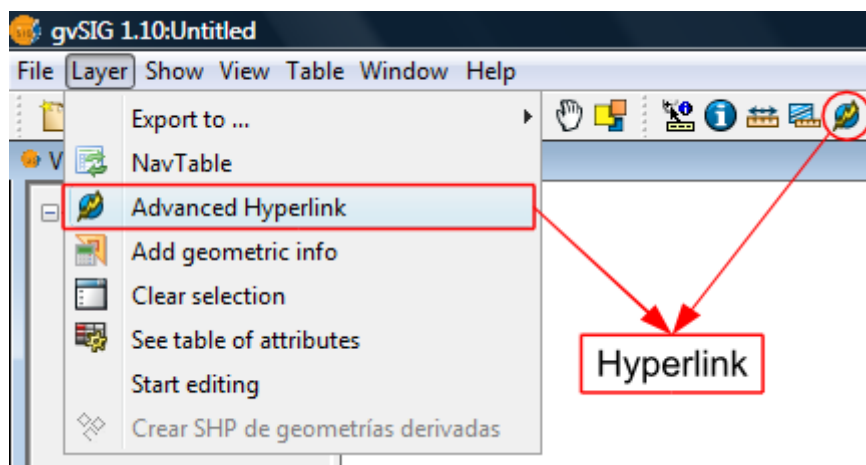 gvSIG 1.10:Untitled
File Layer Show View Table Window Help
Export to ...
V
NavTable
Advanced Hyperlink
Add geometric info
Clear selection
See table of attributes
Start editing
Crear SHP de geometrías derivadas
Hyperlink